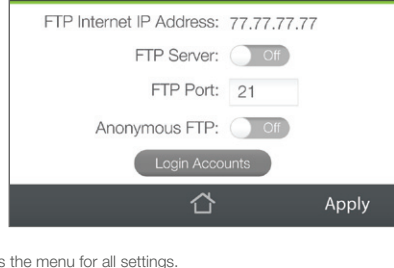 FTP Internet IP Address: 77.77.77.77
FTP Server: Off
FTP Port: 21
Anonymous FTP: Off
Login Accounts
Apply
the menu for all settings.